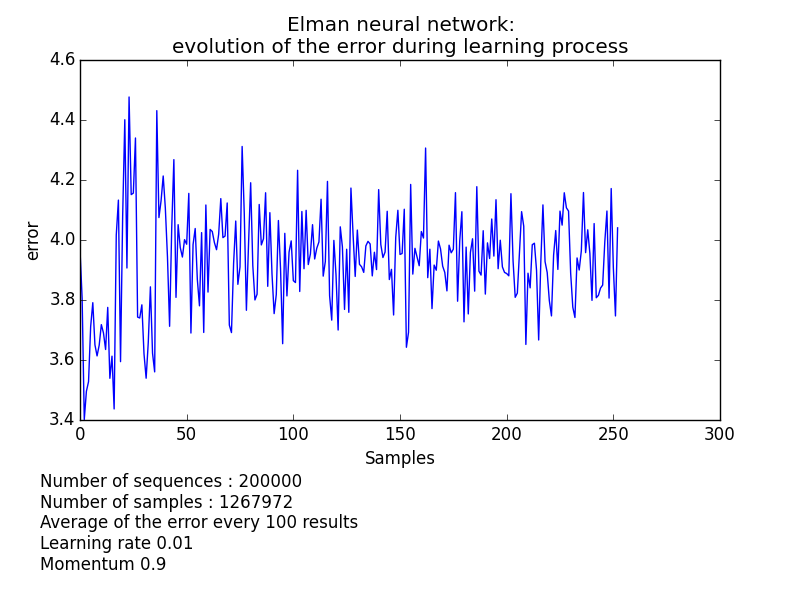 Elman neural network:
evolution of the error during learning process
4.6
4.4
4.2
4.0
3.8
3.6
3.4
error
0 50 100 150 200 250 300
Samples
Number of sequences : 200000
Number of samples : 1267972
Average of the error every 100 results
Learning rate 0.01
Momentum 0.9